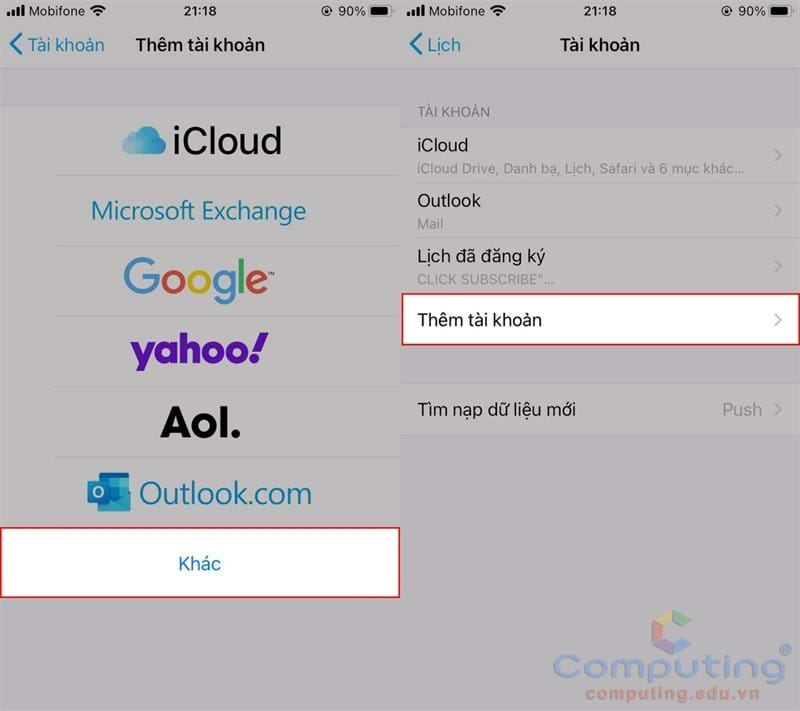 Mobifone 21:18 90%
Tài khoản Thêm tài khoản
iCloud
Microsoft Exchange
Google™
yahoo!
Aol.
Outlook.com
Khác
Mobifone 21:18 90%
Lịch Tài khoản
TÀI KHOẢN
iCloud
iCloud Drive, Danh bạ, Lịch, Safari và 6 mục khác...
Outlook
Mail
Lịch đã đăng ký
CLICK SUBSCRIBE"...
Thêm tài khoản
Tìm nạp dữ liệu mới Push
Computing®
computing.edu.vn